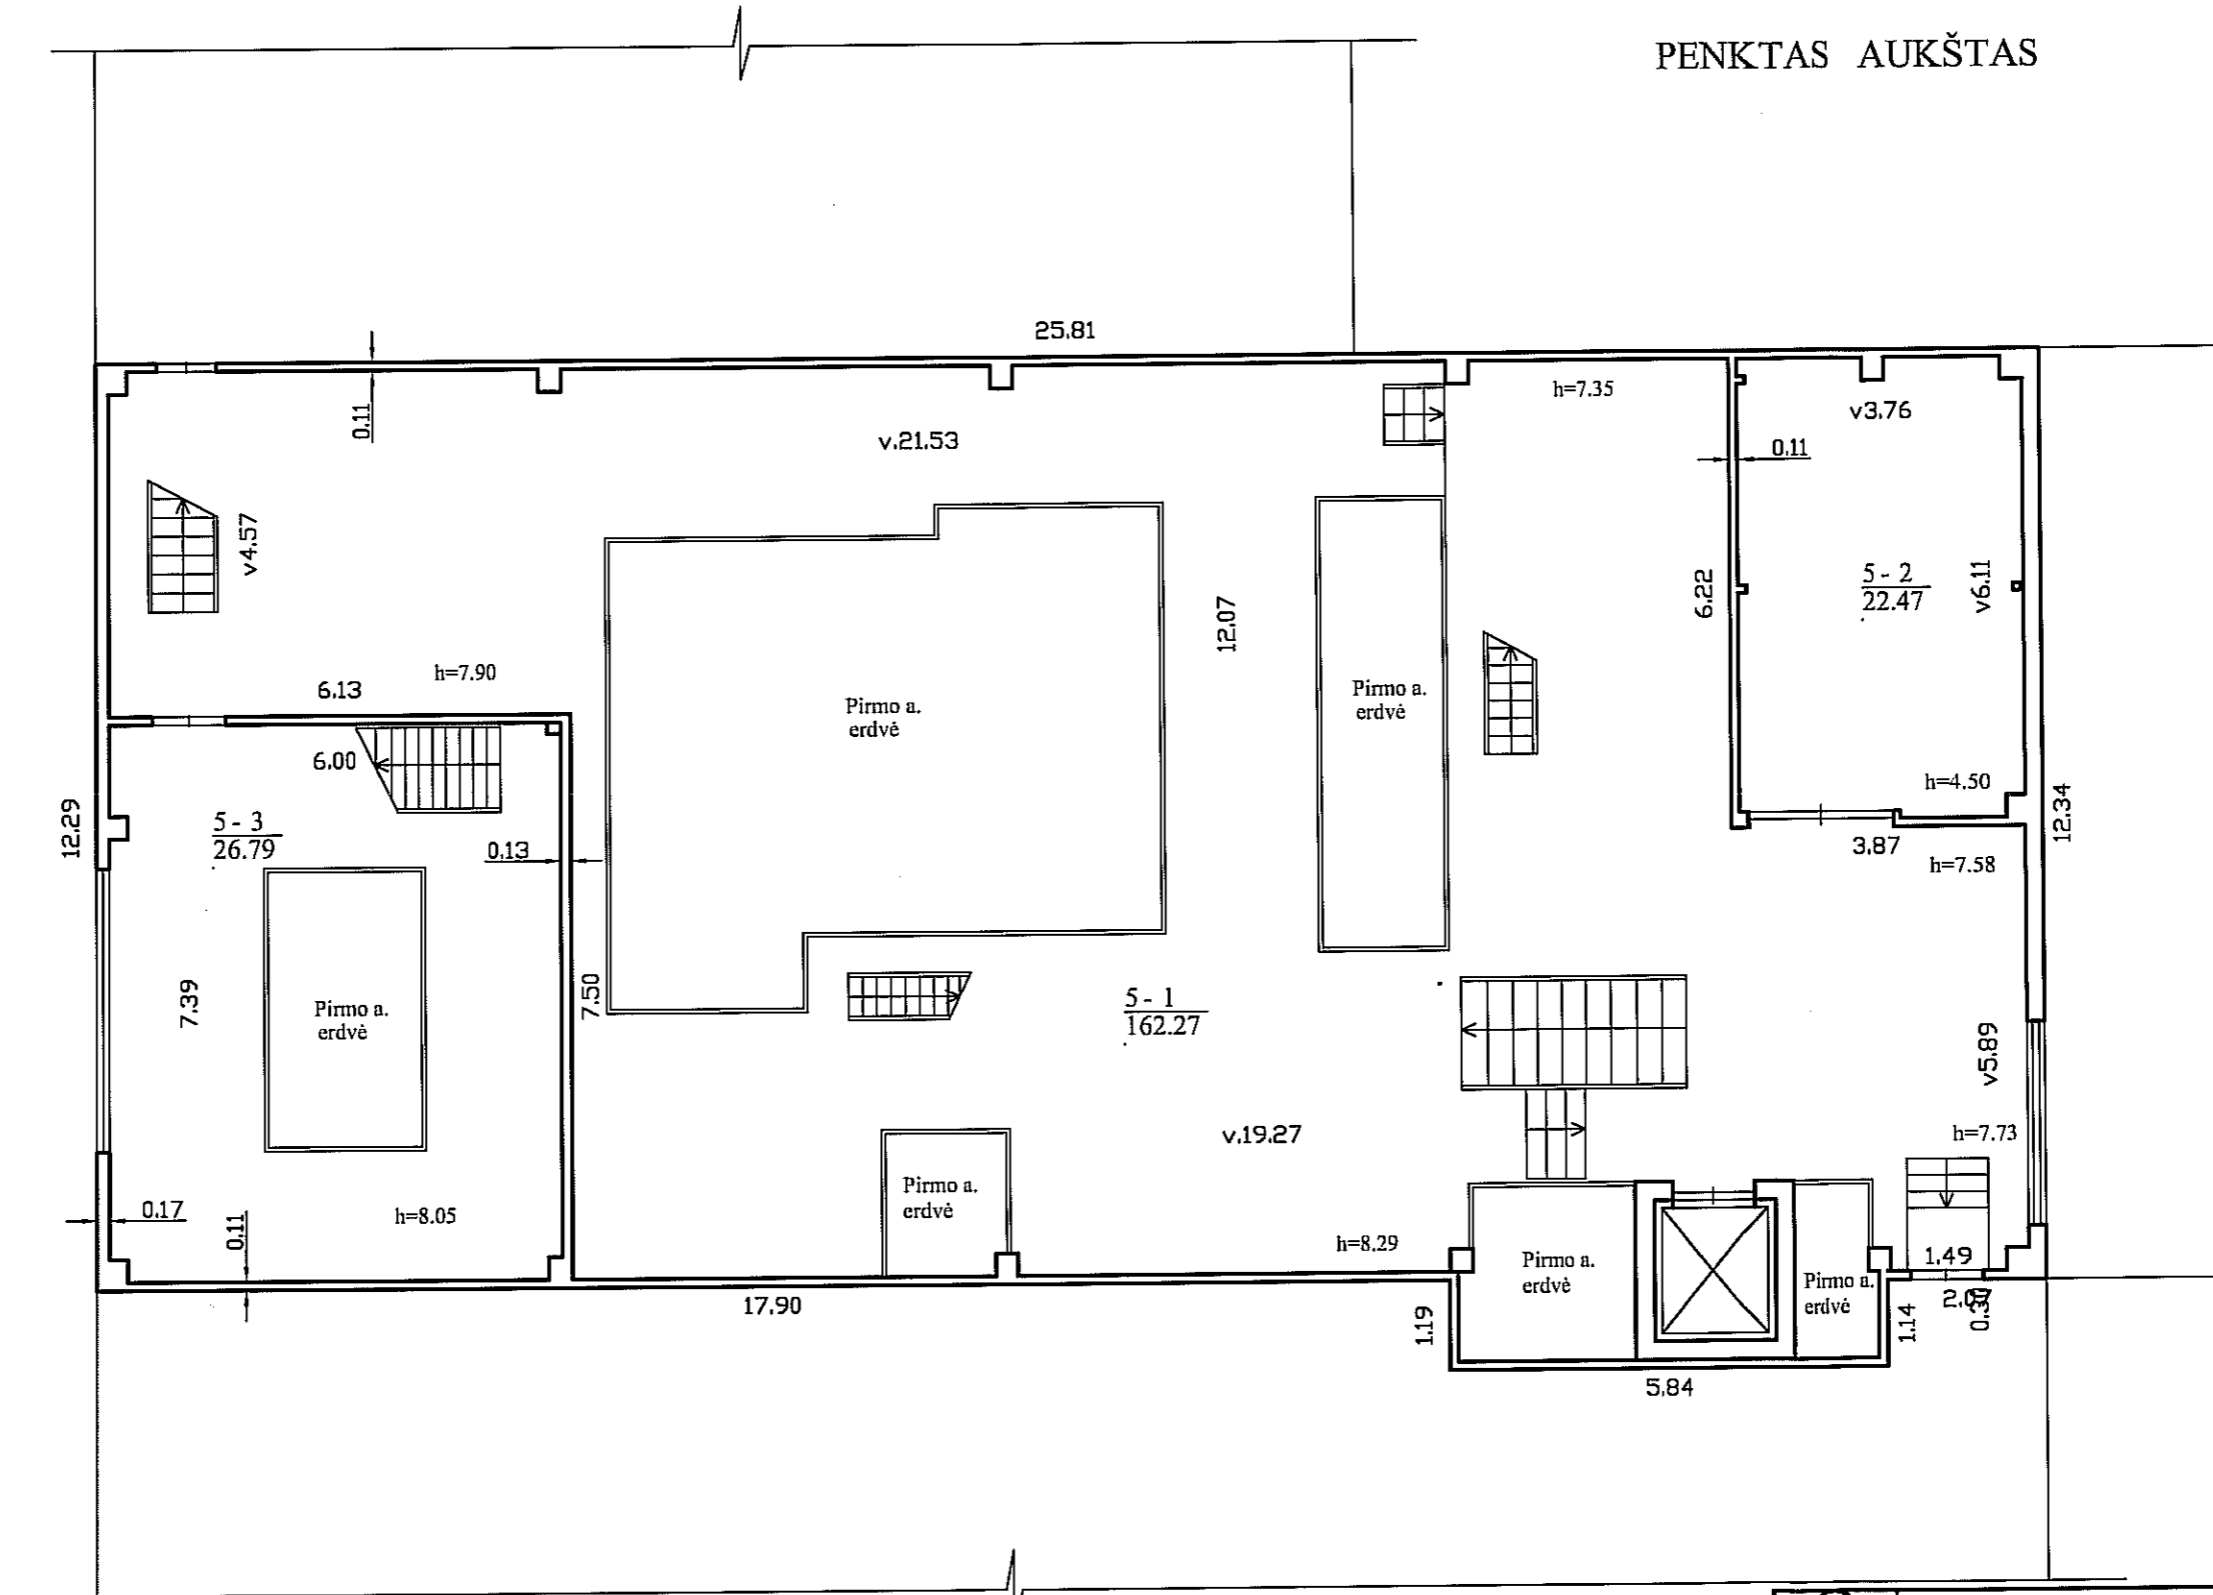 PENKTAS AUKŠTAS
25.81
0.11
v.21.53
h=7.35
v3.76
0.11
v4.57
5 - 2
22.47
v6.11
6.22
12.07
h=7.90
6.13
Pirmo a.
erdvė
Pirmo a.
erdvė
6.00
h=4.50
12.29
5 - 3
26.79
0.13
3.87
12.34
h=7.58
7.39
Pirmo a.
erdvė
7.50
5 - 1
162.27
v5.89
v.19.27
h=7.73
Pirmo a.
erdvė
0.17
0.11
h=8.05
h=8.29
Pirmo a.
erdvė
Pirmo a.
erdvė
1.49
17.90
1.19
1.14
5.84